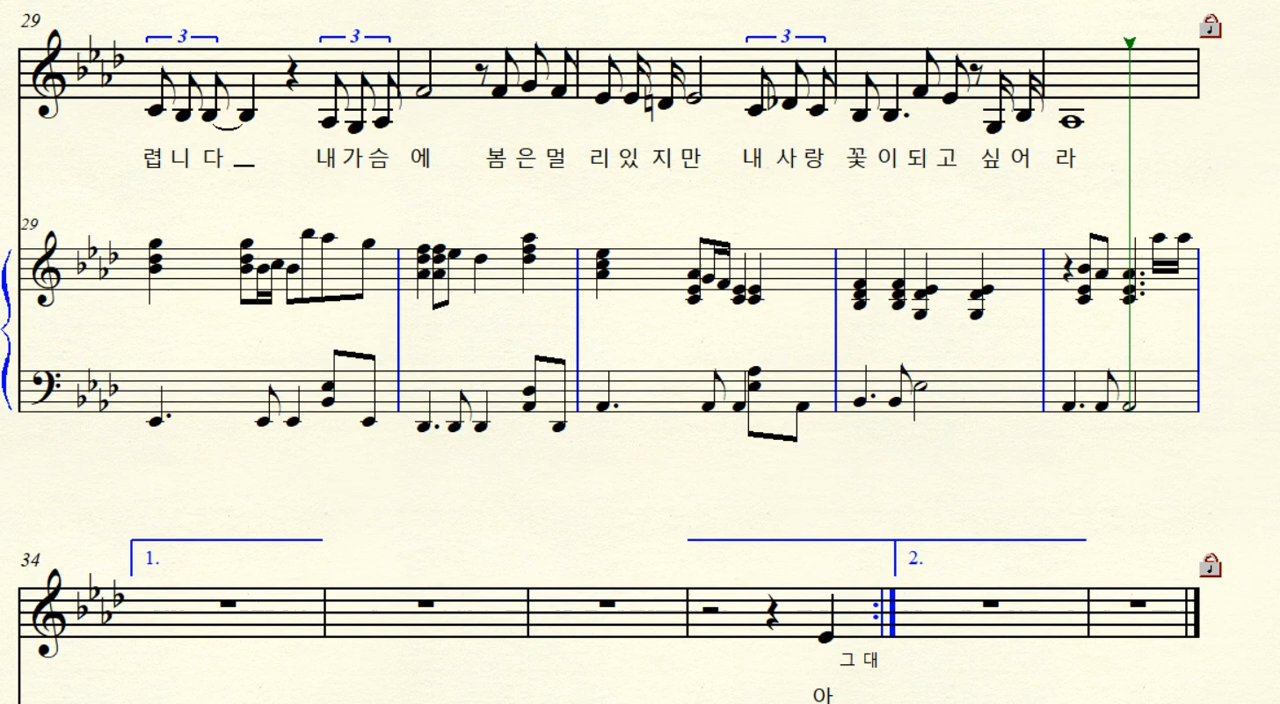 29
3 3 3
렵 니 다 내 가 슴 에 봄 은 멀 리 있 지 만 내 사 랑 꽃 이 되 고 싶 어 라
29
34
1. 2.
그 대
아